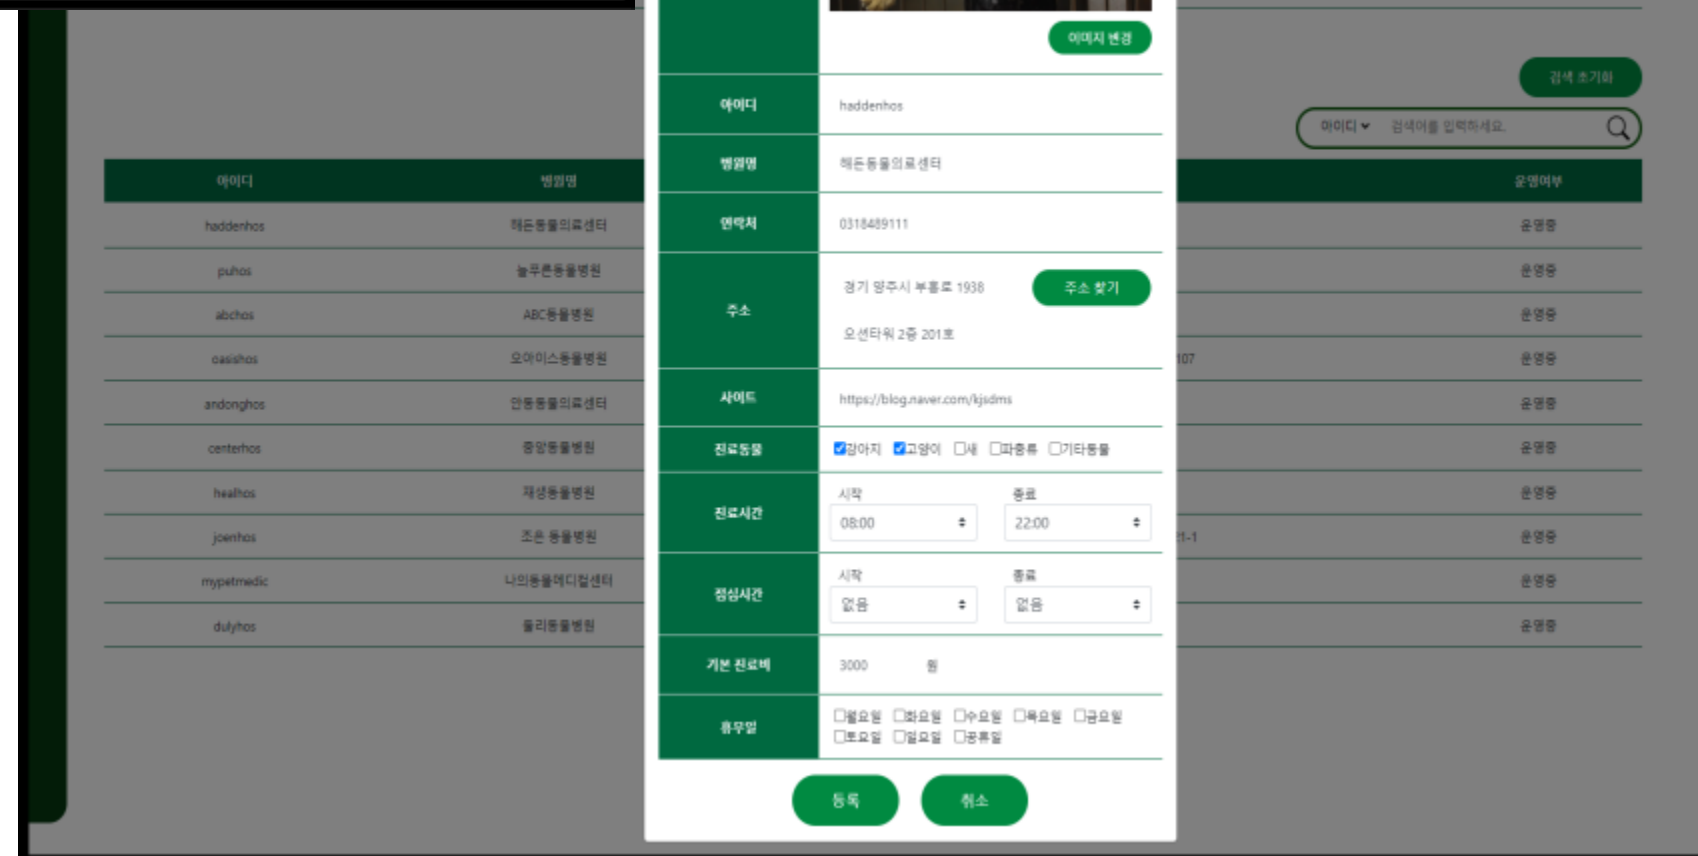 이미지 변경
검색 초기화
아이디 검색어를 입력하세요.
아이디 병원명 운영여부
haddenhos 해든동물의료센터 운영중
puhos 늘푸른동물병원 운영중
abchos ABC동물병원 운영중
oasishos 오아이스동물병원 107 운영중
andonghos 안동동물의료센터 운영중
centerhos 중앙동물병원 운영중
healhos 재생동물병원 운영중
joenhos 조은 동물병원 21-1 운영중
mypetmedic 나의동물메디컬센터 운영중
dulyhos 둘리동물병원 운영중
아이디 haddenhos
병원명 해든동물의료센터
연락처 0318489111
주소 경기 양주시 부흥로 1938 주소 찾기
오션타워 2층 201호
사이트 https://blog.naver.com/kjsdms
진료동물 강아지 고양이 새 파충류 기타동물
진료시간 시작 종료
08:00 22:00
점심시간 시작 종료
없음 없음
기본 진료비 3000 원
휴무일 월요일 화요일 수요일 목요일 금요일
토요일 일요일 공휴일
등록 취소